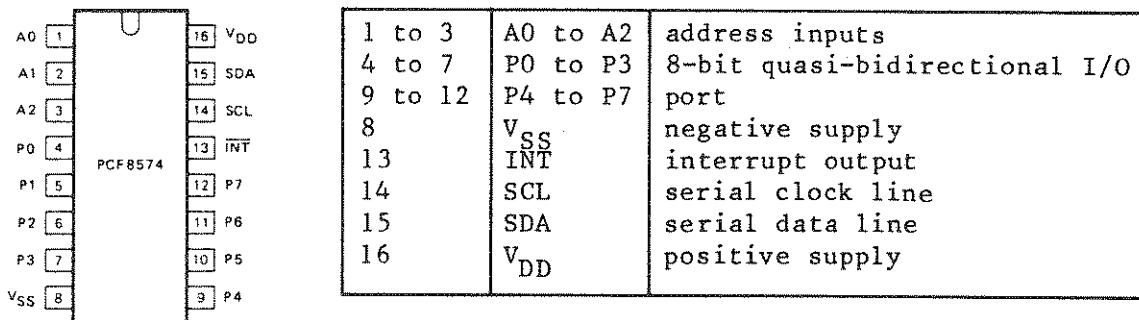 A0 1 16 VDD
A1 2 15 SDA
A2 3 14 SCL
P0 4 13 INT
PCF8574
P1 5 12 P7
P2 6 11 P6
P3 7 10 P5
VSS 8 9 P4
1 to 3 A0 to A2 address inputs
4 to 7 P0 to P3 8-bit quasi-bidirectional I/O
9 to 12 P4 to P7 port
8 VSS negative supply
13 INT interrupt output
14 SCL serial clock line
15 SDA serial data line
16 VDD positive supply